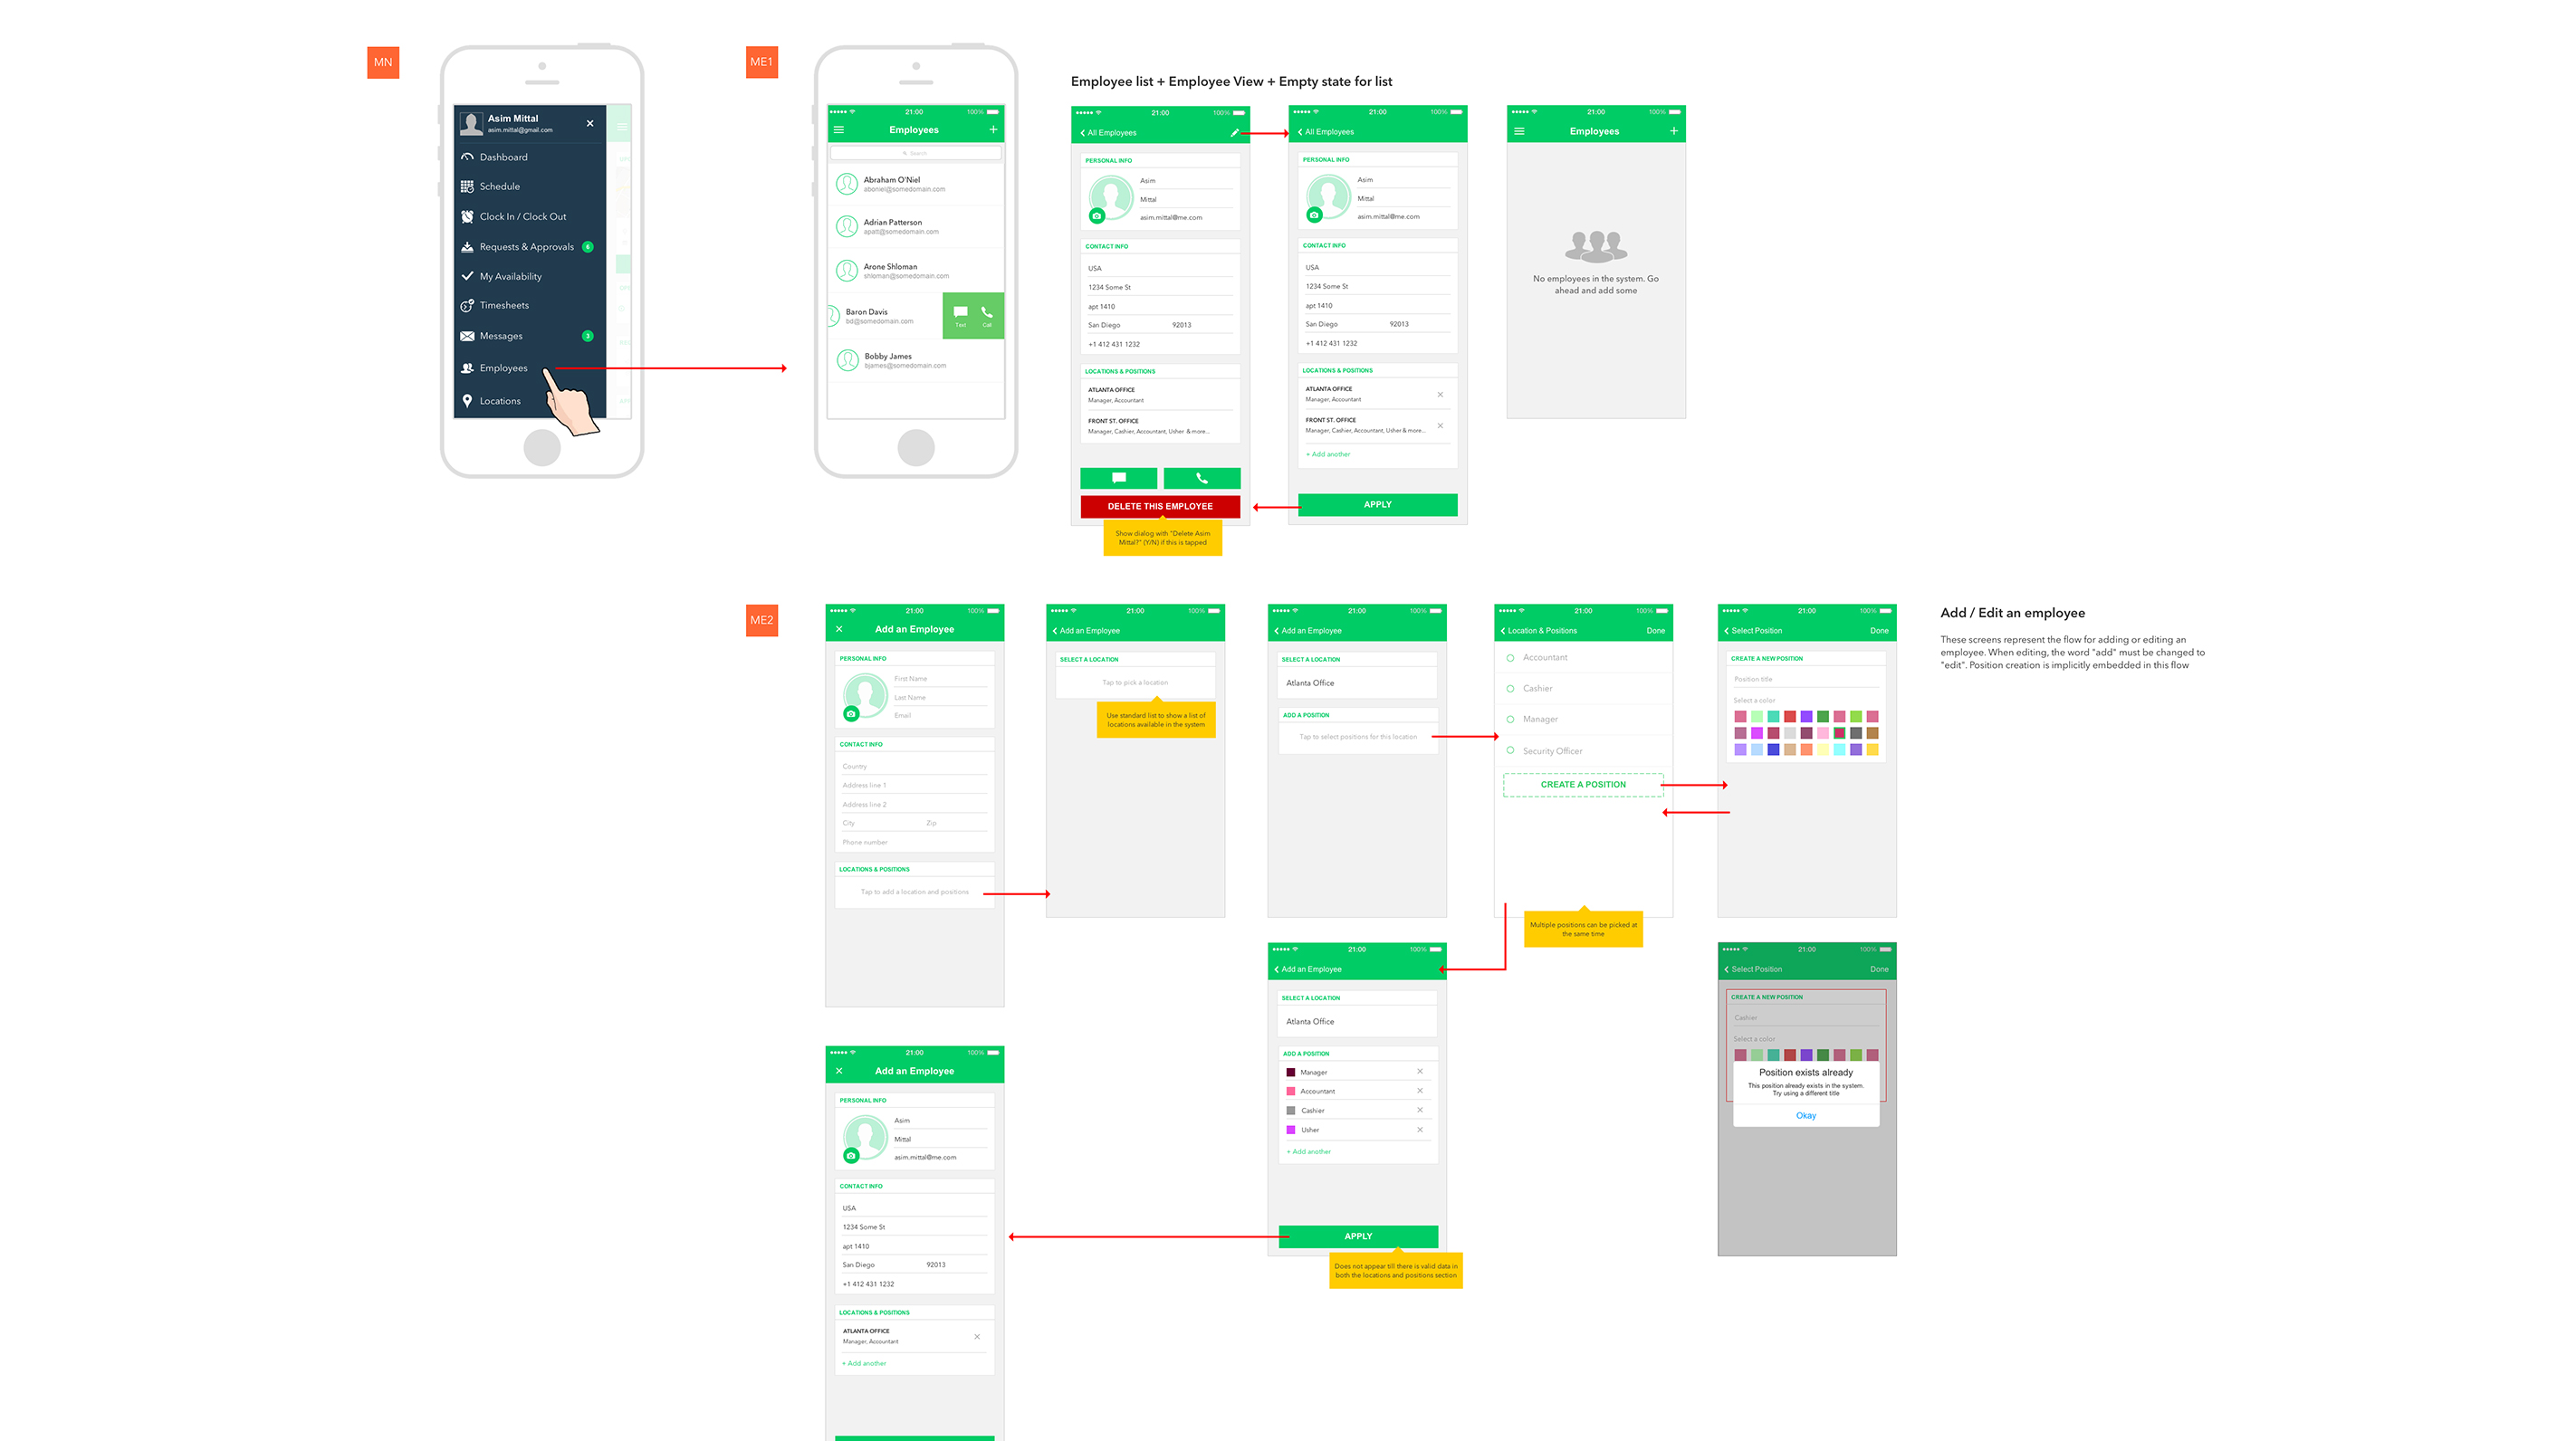 MN
Asim Mittal
asim.mittal@gmail.com
Dashboard
Schedule
Clock In / Clock Out
Requests & Approvals 6
My Availability
Timesheets
Messages 3
Employees
Locations
ME1
21:00 100%
Employees
Search
Abraham O'Niel
aboniel@somedomain.com
Adrian Patterson
apatt@somedomain.com
Arone Shloman
shloman@somedomain.com
Baron Davis
bd@somedomain.com
Text Call
Bobby James
bjames@somedomain.com
Employee list + Employee View + Empty state for list
21:00 100%
All Employees
PERSONAL INFO
Asim
Mittal
asim.mittal@me.com
CONTACT INFO
USA
1234 Some St
apt 1410
San Diego 92013
+1 412 431 1232
LOCATIONS & POSITIONS
ATLANTA OFFICE
Manager, Accountant
FRONT ST. OFFICE
Manager, Cashier, Accountant, Usher & more...
DELETE THIS EMPLOYEE
Show dialog with "Delete Asim
Mittal?" (Y/N) if this is tapped
21:00 100%
All Employees
PERSONAL INFO
Asim
Mittal
asim.mittal@me.com
CONTACT INFO
USA
1234 Some St
apt 1410
San Diego 92013
+1 412 431 1232
LOCATIONS & POSITIONS
ATLANTA OFFICE
Manager, Accountant
FRONT ST. OFFICE
Manager, Cashier, Accountant, Usher & more...
+ Add another
APPLY
21:00 100%
Employees
No employees in the system. Go
ahead and add some
ME2
21:00 100%
Add an Employee
PERSONAL INFO
First Name
Last Name
Email
CONTACT INFO
Country
Address line 1
Address line 2
City Zip
Phone number
LOCATIONS & POSITIONS
Tap to add a location and positions
21:00 100%
Add an Employee
SELECT A LOCATION
Tap to pick a location
Use standard list to show a list of
locations available in the system
21:00 100%
Add an Employee
SELECT A LOCATION
Atlanta Office
ADD A POSITION
Tap to select positions for this location
21:00 100%
Location & Positions Done
Accountant
Cashier
Manager
Security Officer
CREATE A POSITION
Multiple positions can be picked at
the same time
21:00 100%
Select Position Done
CREATE A NEW POSITION
Position title
Select a color
Add / Edit an employee
These screens represent the flow for adding or editing an
employee. When editing, the word "add" must be changed to
"edit". Position creation is implicitly embedded in this flow
21:00 100%
Add an Employee
SELECT A LOCATION
Atlanta Office
ADD A POSITION
Manager
Accountant
Cashier
Usher
+ Add another
APPLY
Does not appear till there is valid data in
both the locations and positions section
21:00 100%
Select Position Done
CREATE A NEW POSITION
Cashier
Select a color
Position exists already
This position already exists in the system.
Try using a different title
Okay
21:00 100%
Add an Employee
PERSONAL INFO
Asim
Mittal
asim.mittal@me.com
CONTACT INFO
USA
1234 Some St
apt 1410
San Diego 92013
+1 412 431 1232
LOCATIONS & POSITIONS
ATLANTA OFFICE
Manager, Accountant
+ Add another